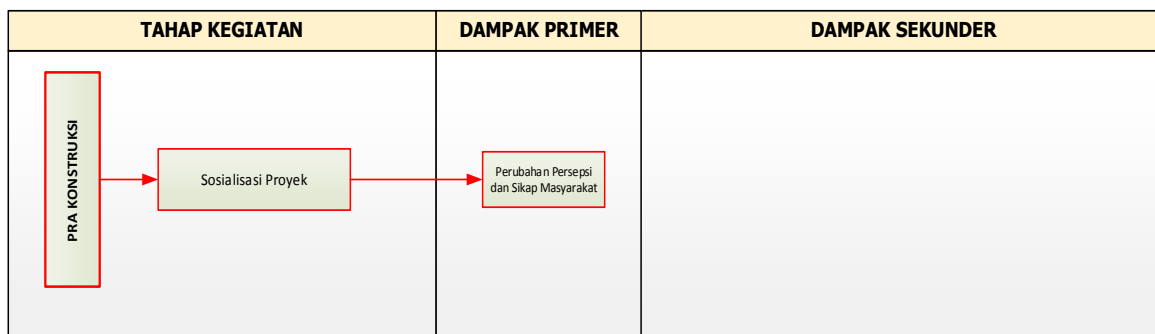 TAHAP KEGIATAN
DAMPAK PRIMER
DAMPAK SEKUNDER
PRA KONSTRUKSI
Sosialisasi Proyek
Perubahan Persepsi
dan Sikap Masyarakat